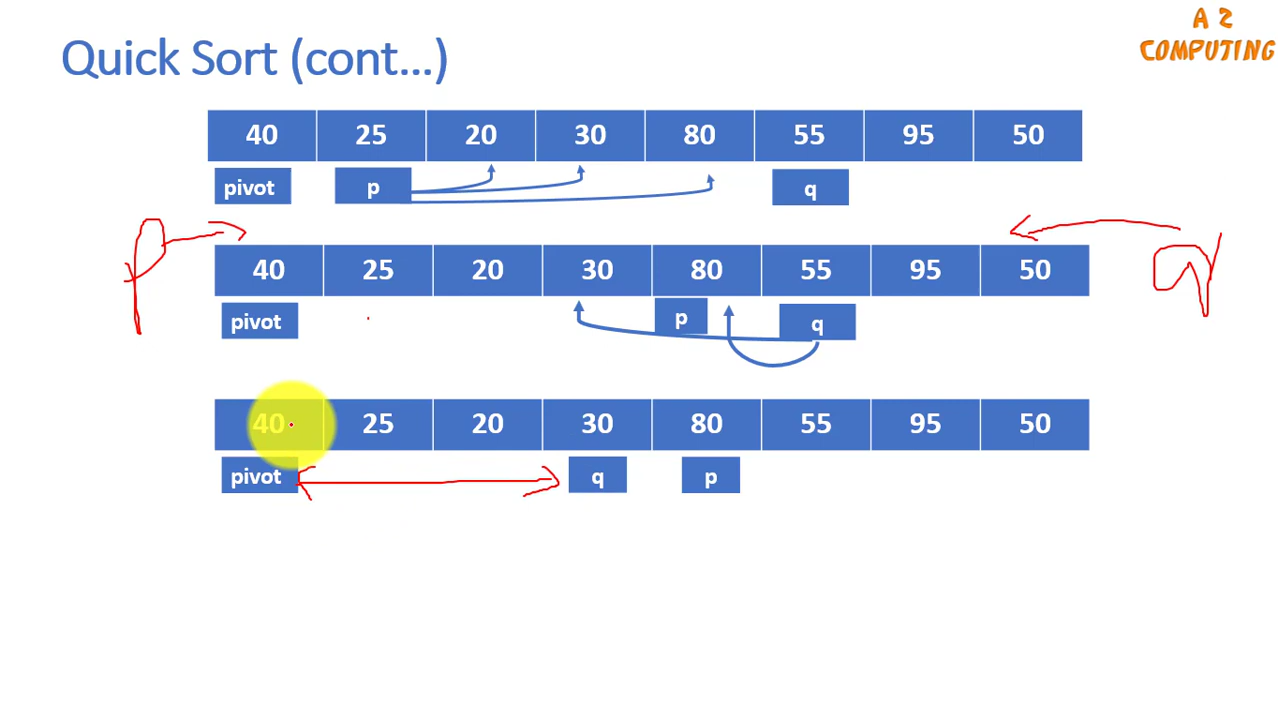 A 2
COMPUTING
Quick Sort (cont...)
40 25 20 30 80 55 95 50
pivot p q
p q
40 25 20 30 80 55 95 50
pivot p q
40 25 20 30 80 55 95 50
pivot q p